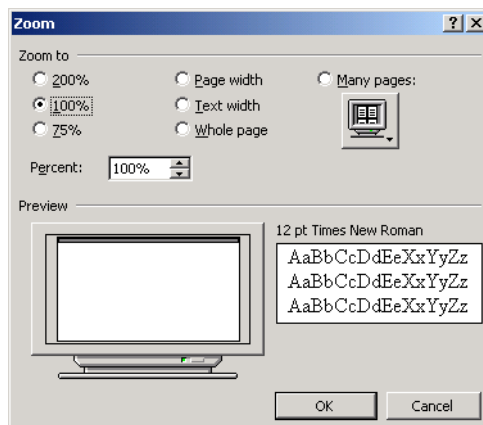 Zoom
Zoom to
200%
Page width
Many pages:
100%
Text width
75%
Whole page
Percent:
100%
Preview
12 pt Times New Roman
AaBbCcDdEeXxYyZz
AaBbCcDdEeXxYyZz
AaBbCcDdEeXxYyZz
OK
Cancel